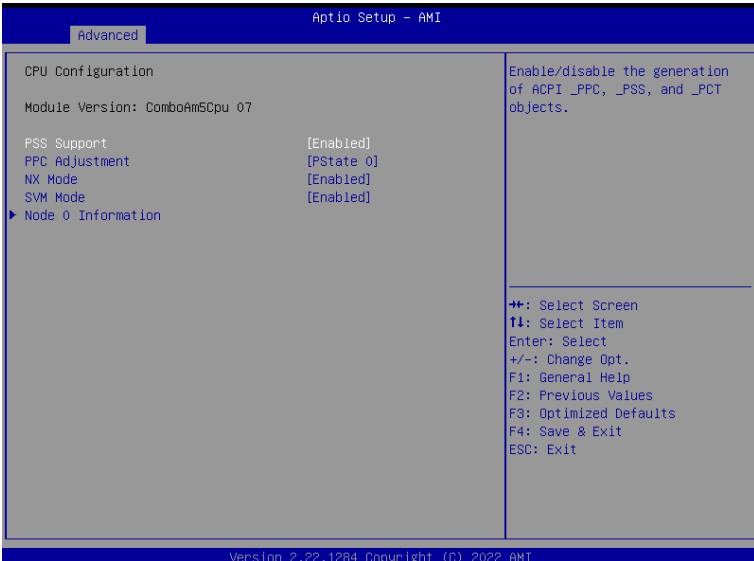 Aptio Setup – AMI
Advanced
CPU Configuration
Module Version: ComboAm5Cpu 07
PSS Support [Enabled]
PPC Adjustment [PState 0]
NX Mode [Enabled]
SVM Mode [Enabled]
Node 0 Information
Enable/disable the generation
of ACPI _PPC, _PSS, and _PCT
objects.
→←: Select Screen
↑↓: Select Item
Enter: Select
+/-: Change Opt.
F1: General Help
F2: Previous Values
F3: Optimized Defaults
F4: Save & Exit
ESC: Exit
Version 2.22.1284 Copyright (C) 2022 AMI